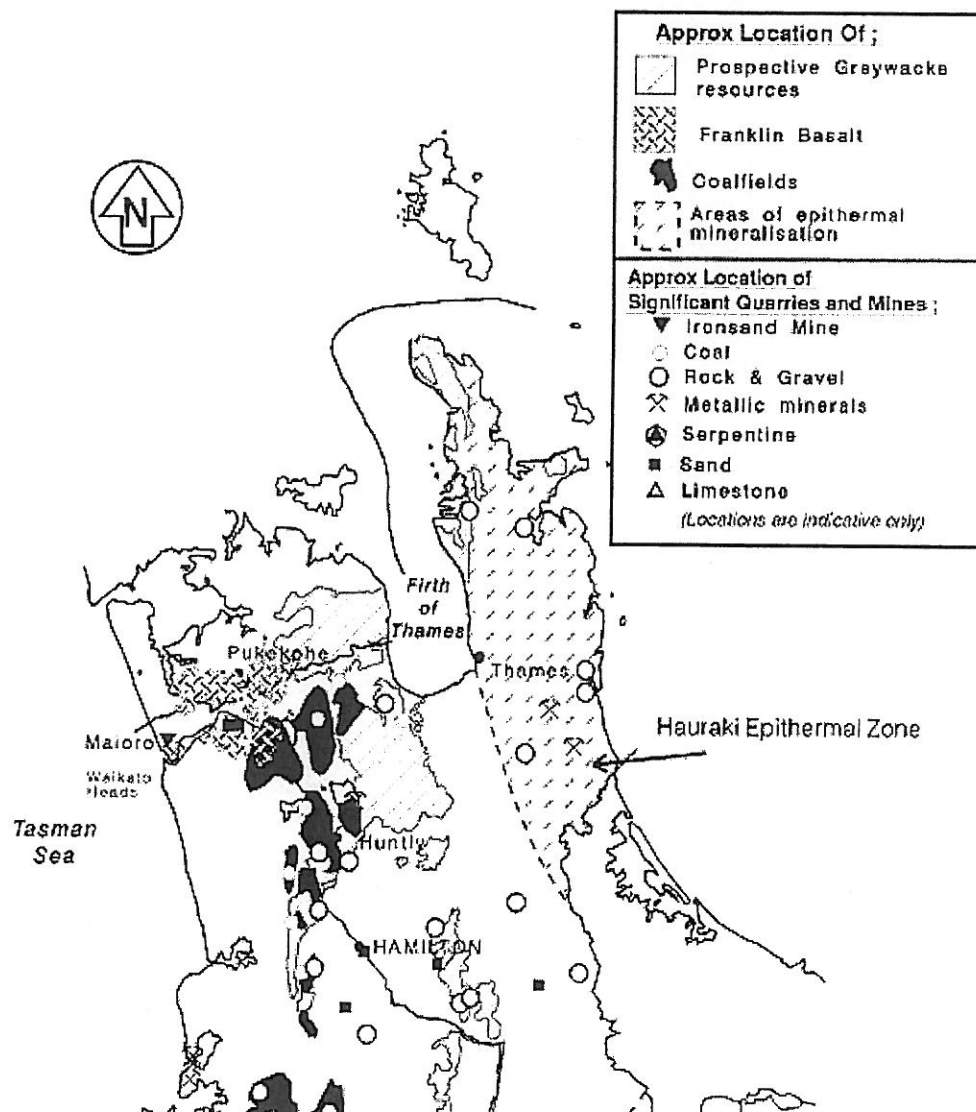 Approx Location Of ;
Prospective Greywacke
resources
Franklin Basalt
Coalfields
Areas of epithermal
mineralisation
Approx Location of
Significant Quarries and Mines ;
Ironsand Mine
Coal
Rock & Gravel
Metallic minerals
Serpentine
Sand
Limestone
(Locations are indicative only)
N
Firth
of
Thames
Pukekohe
Thames
Maioro
Waikato
Heads
Hauraki Epithermal Zone
Tasman
Sea
Huntly
HAMILTON